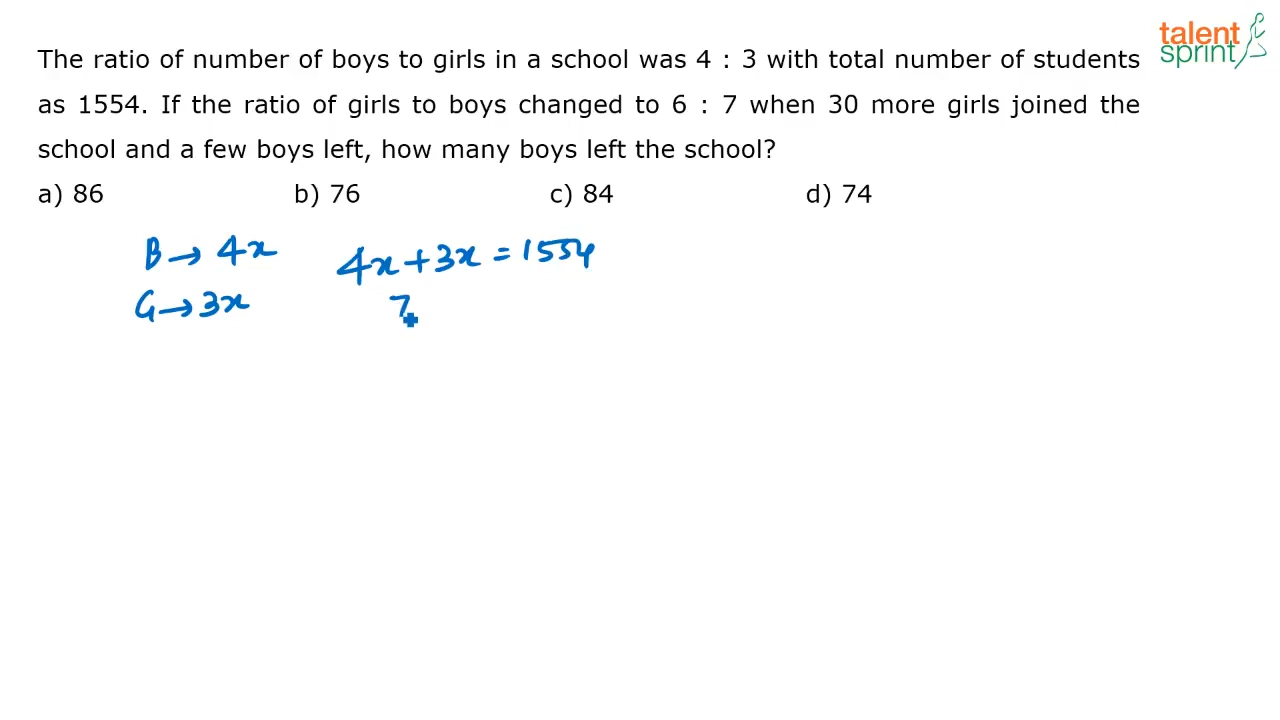 talent
sprint
The ratio of number of boys to girls in a school was 4 : 3 with total number of students
as 1554. If the ratio of girls to boys changed to 6 : 7 when 30 more girls joined the
school and a few boys left, how many boys left the school?
a) 86 b) 76 c) 84 d) 74
B → 4x 4x + 3x = 1554
G → 3x 7